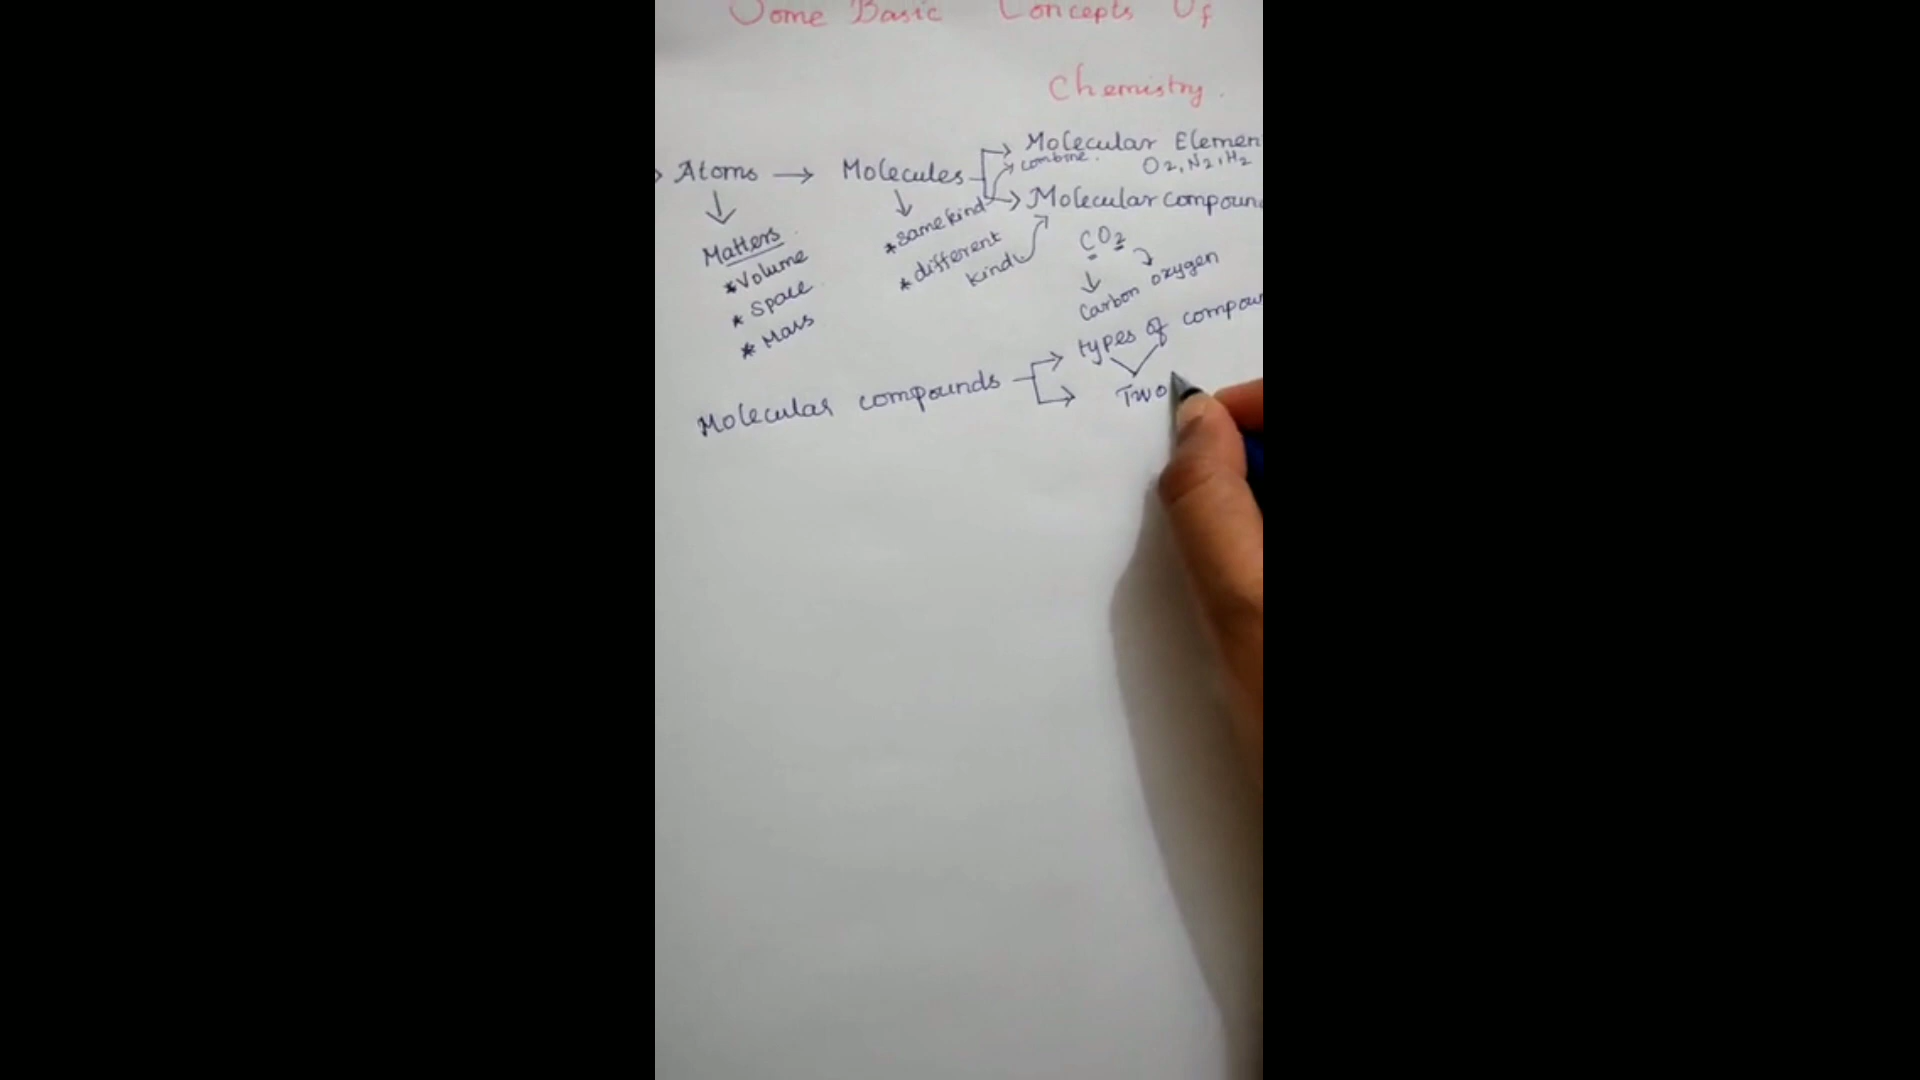 Some Basic Concepts Of
Chemistry.
Atoms → Molecules
Molecular Elemen
combine.
O2, N2, H2
Molecular compoun
Matters
*Volume
* Space
* Mass
*same kind
* different
kind
CO2
Carbon oxygen
types of compou
Molecular compounds
Two